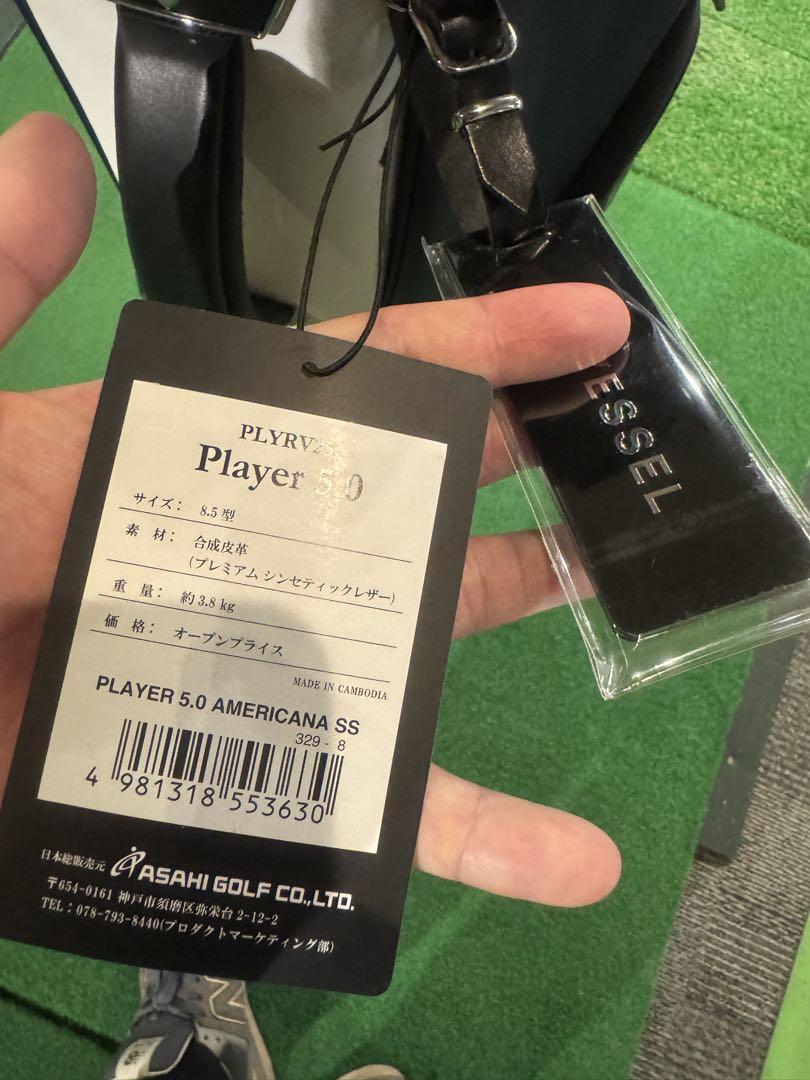 Player 5.0
サイズ： 8.5型
素 材： 合成皮革
(プレミアム シンセティックレザー)
重 量： 約3.8 kg
価 格： オープンプライス
MADE IN CAMBODIA
PLAYER 5.0 AMERICANA SS
329 - 8
4 981318 553630
日本総販売元 ASAHI GOLF CO.,LTD.
〒654-0161 神戸市須磨区弥栄台 2-12-2
TEL：078-793-8440(プロダクトマーケティング部)
ESSEL
N